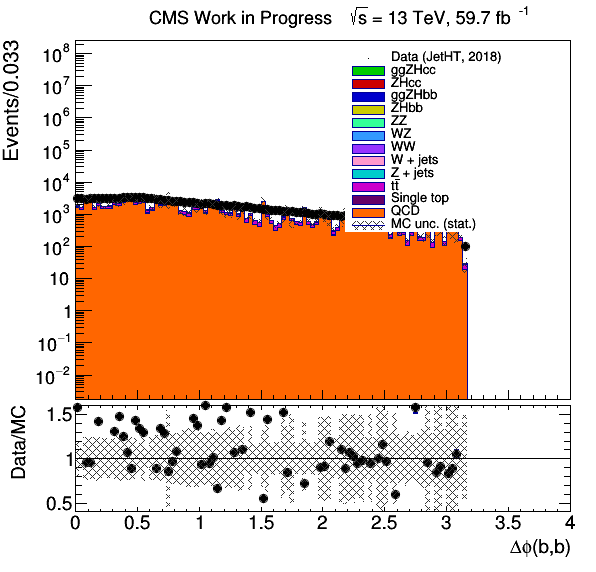 CMS Work in Progress √s = 13 TeV, 59.7 fb⁻¹
Events/0.033
10⁸
10⁷
10⁶
10⁵
10⁴
10³
10²
10
1
10⁻¹
10⁻²
Data (JetHT, 2018)
ggZHcc
ZHcc
ggZHbb
ZHbb
ZZ
WZ
WW
W + jets
Z + jets
tt̄
Single top
QCD
MC unc. (stat.)
Data/MC
1.5
1
0.5
0 0.5 1 1.5 2 2.5 3 3.5 4
Δϕ(b,b)